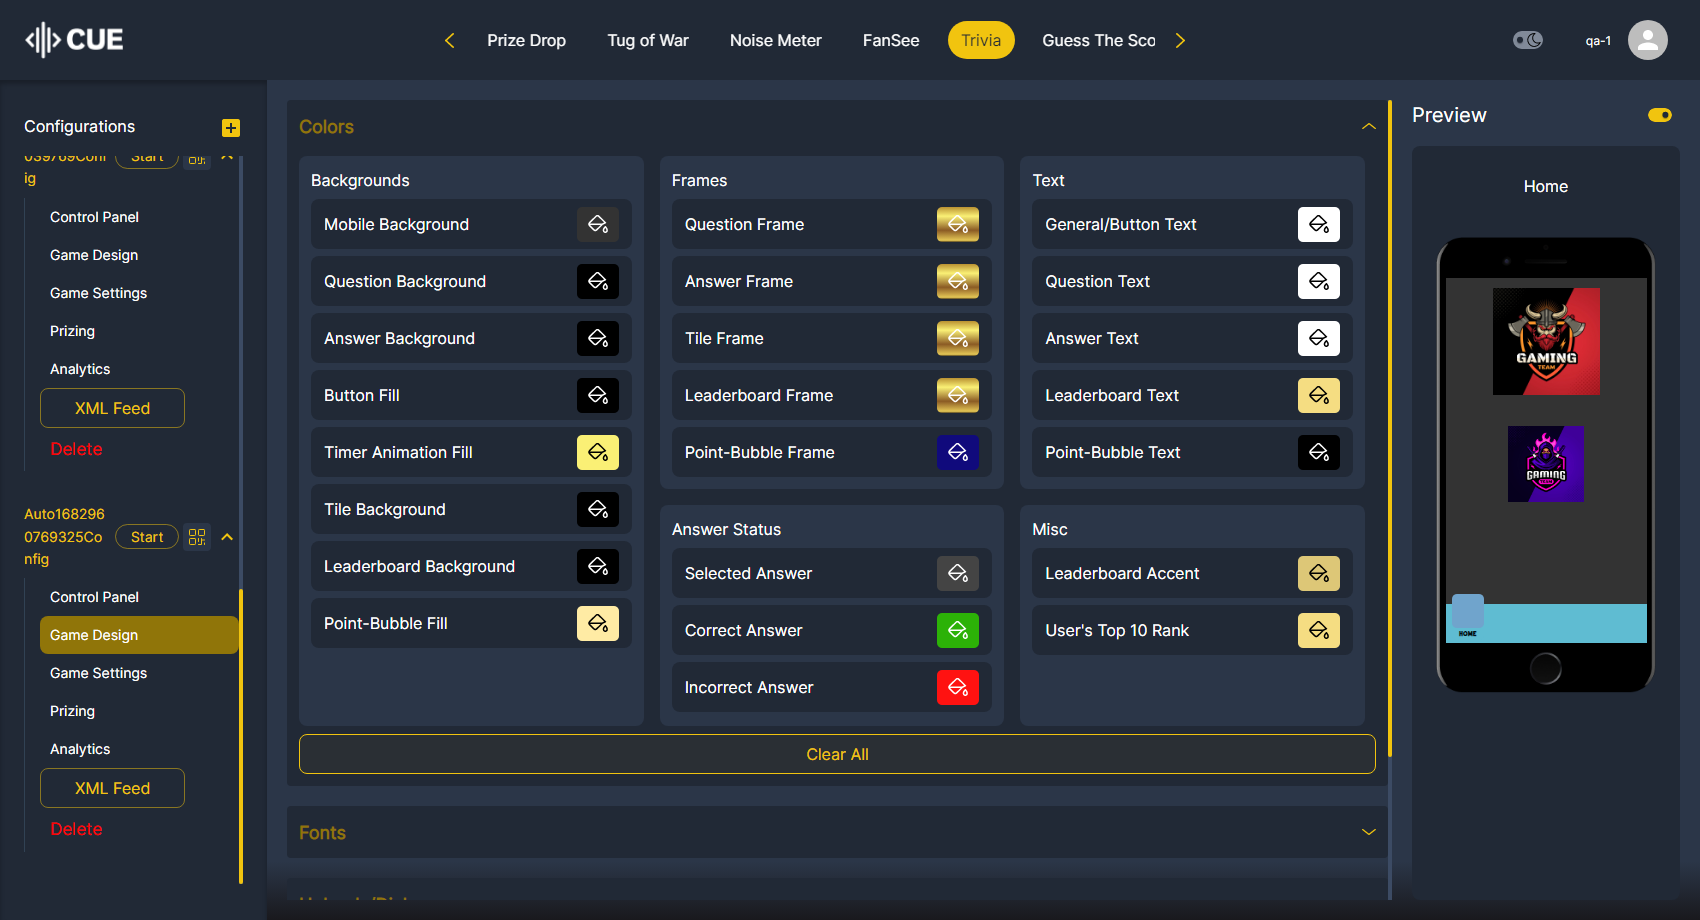 CUE
Prize Drop
Tug of War
Noise Meter
FanSee
Trivia
Guess The Sco
qa-1
Configurations
ig
Start
Control Panel
Game Design
Game Settings
Prizing
Analytics
XML Feed
Delete
Auto168296
0769325Co
nfig
Start
Control Panel
Game Design
Game Settings
Prizing
Analytics
XML Feed
Delete
Colors
Backgrounds
Mobile Background
Question Background
Answer Background
Button Fill
Timer Animation Fill
Tile Background
Leaderboard Background
Point-Bubble Fill
Frames
Question Frame
Answer Frame
Tile Frame
Leaderboard Frame
Point-Bubble Frame
Text
General/Button Text
Question Text
Answer Text
Leaderboard Text
Point-Bubble Text
Answer Status
Selected Answer
Correct Answer
Incorrect Answer
Misc
Leaderboard Accent
User's Top 10 Rank
Clear All
Fonts
Preview
Home
GAMING
TEAM
GAMING
TEAM
HOME